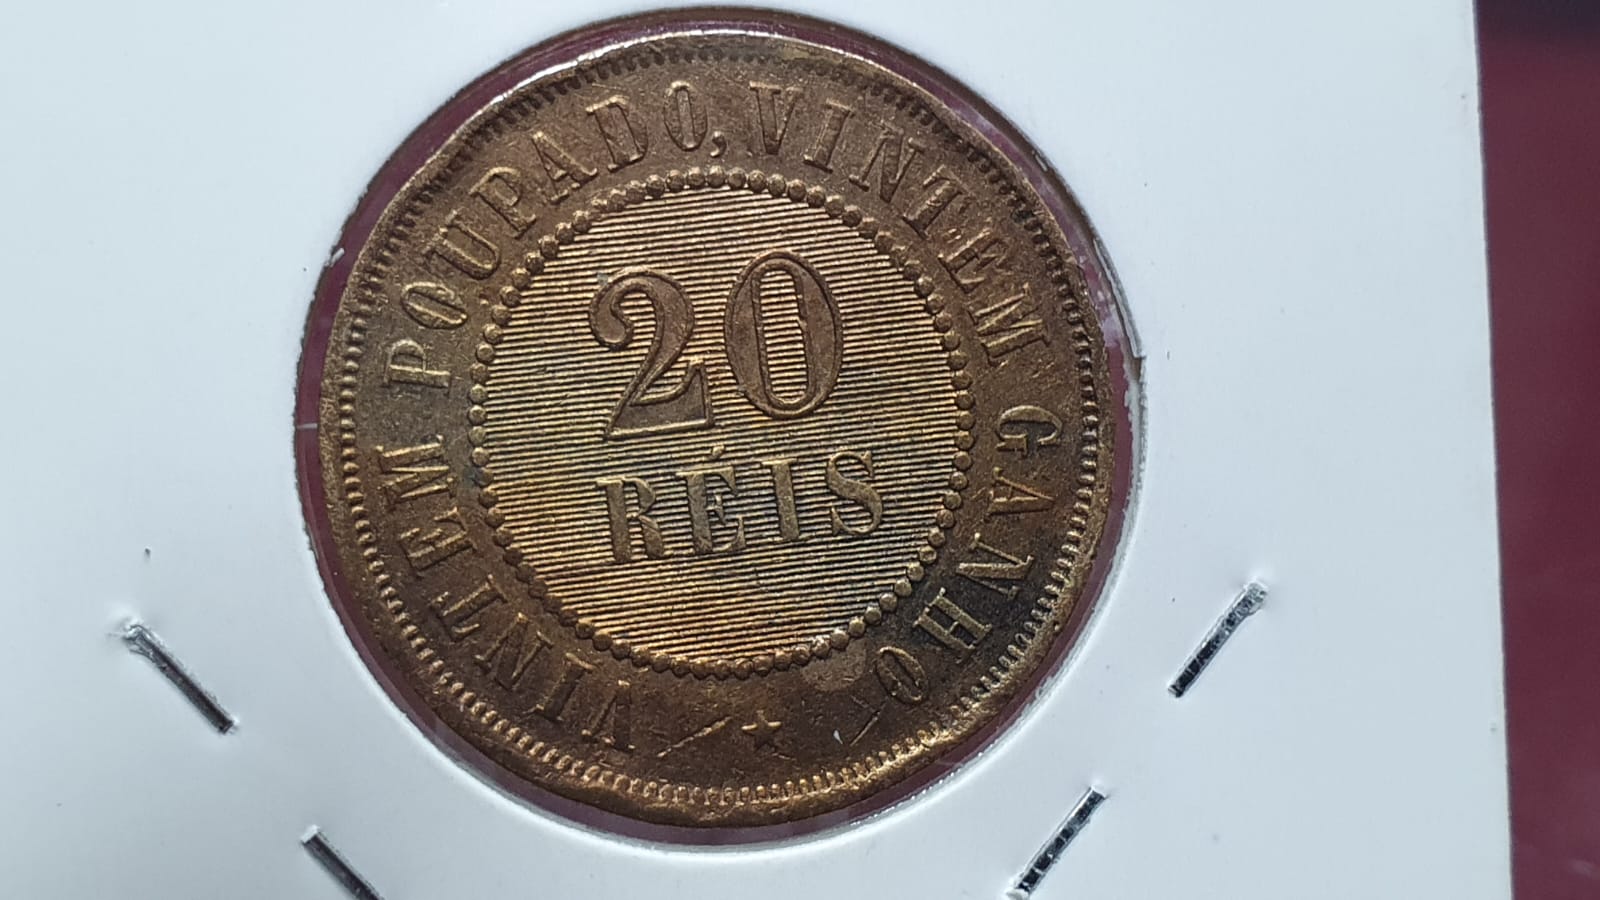 VINTEM POUPADO, VINTEM GANHO
20
RÉIS